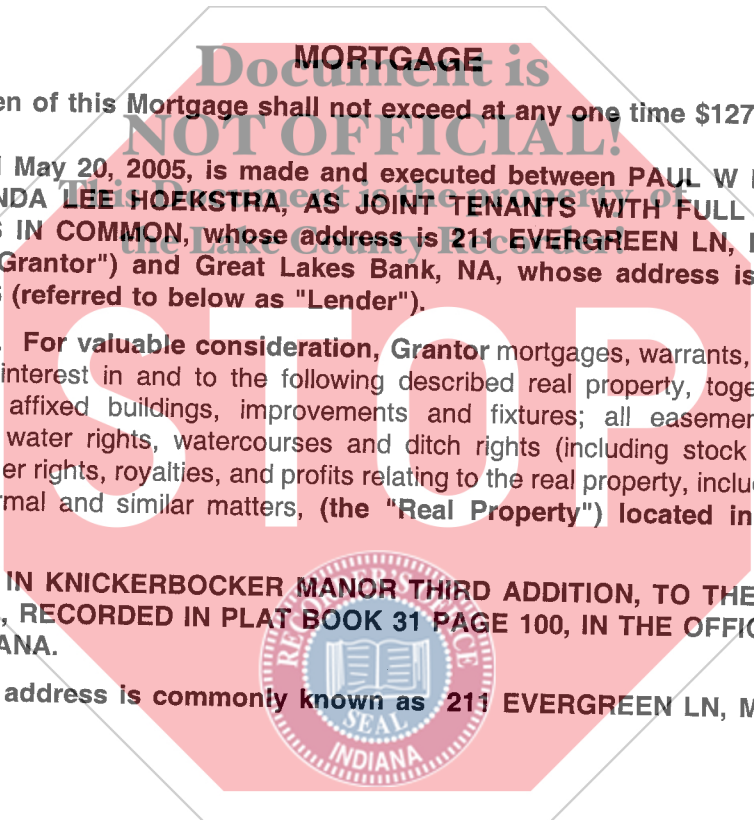 MORTGAGE
Document is
en of this Mortgage shall not exceed at any one time $127
NOT OFFICIAL!
May 20, 2005, is made and executed between PAUL W
This Document is the property of
NDA LEE HOEKSTRA, AS JOINT TENANTS WITH FULL
IN COMMON, whose address is 211 EVERGREEN LN,
the Lake County Recorder!
Grantor") and Great Lakes Bank, NA, whose address is
(referred to below as "Lender").
STOP
For valuable consideration, Grantor mortgages, warrants,
interest in and to the following described real property, toge
affixed buildings, improvements and fixtures; all easemen
water rights, watercourses and ditch rights (including stock
er rights, royalties, and profits relating to the real property, inclu
rmal and similar matters, (the "Real Property") located in
IN KNICKERBOCKER MANOR THIRD ADDITION, TO THE
, RECORDED IN PLAT BOOK 31 PAGE 100, IN THE OFFIC
ANA.
address is commonly known as 211 EVERGREEN LN, M
RECORDER'S OFFICE
SEAL
INDIANA